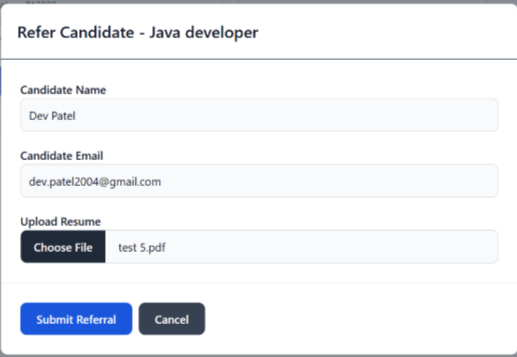 Refer Candidate - Java developer
Candidate Name
Dev Patel
Candidate Email
dev.patel2004@gmail.com
Upload Resume
Choose File test 5.pdf
Submit Referral Cancel